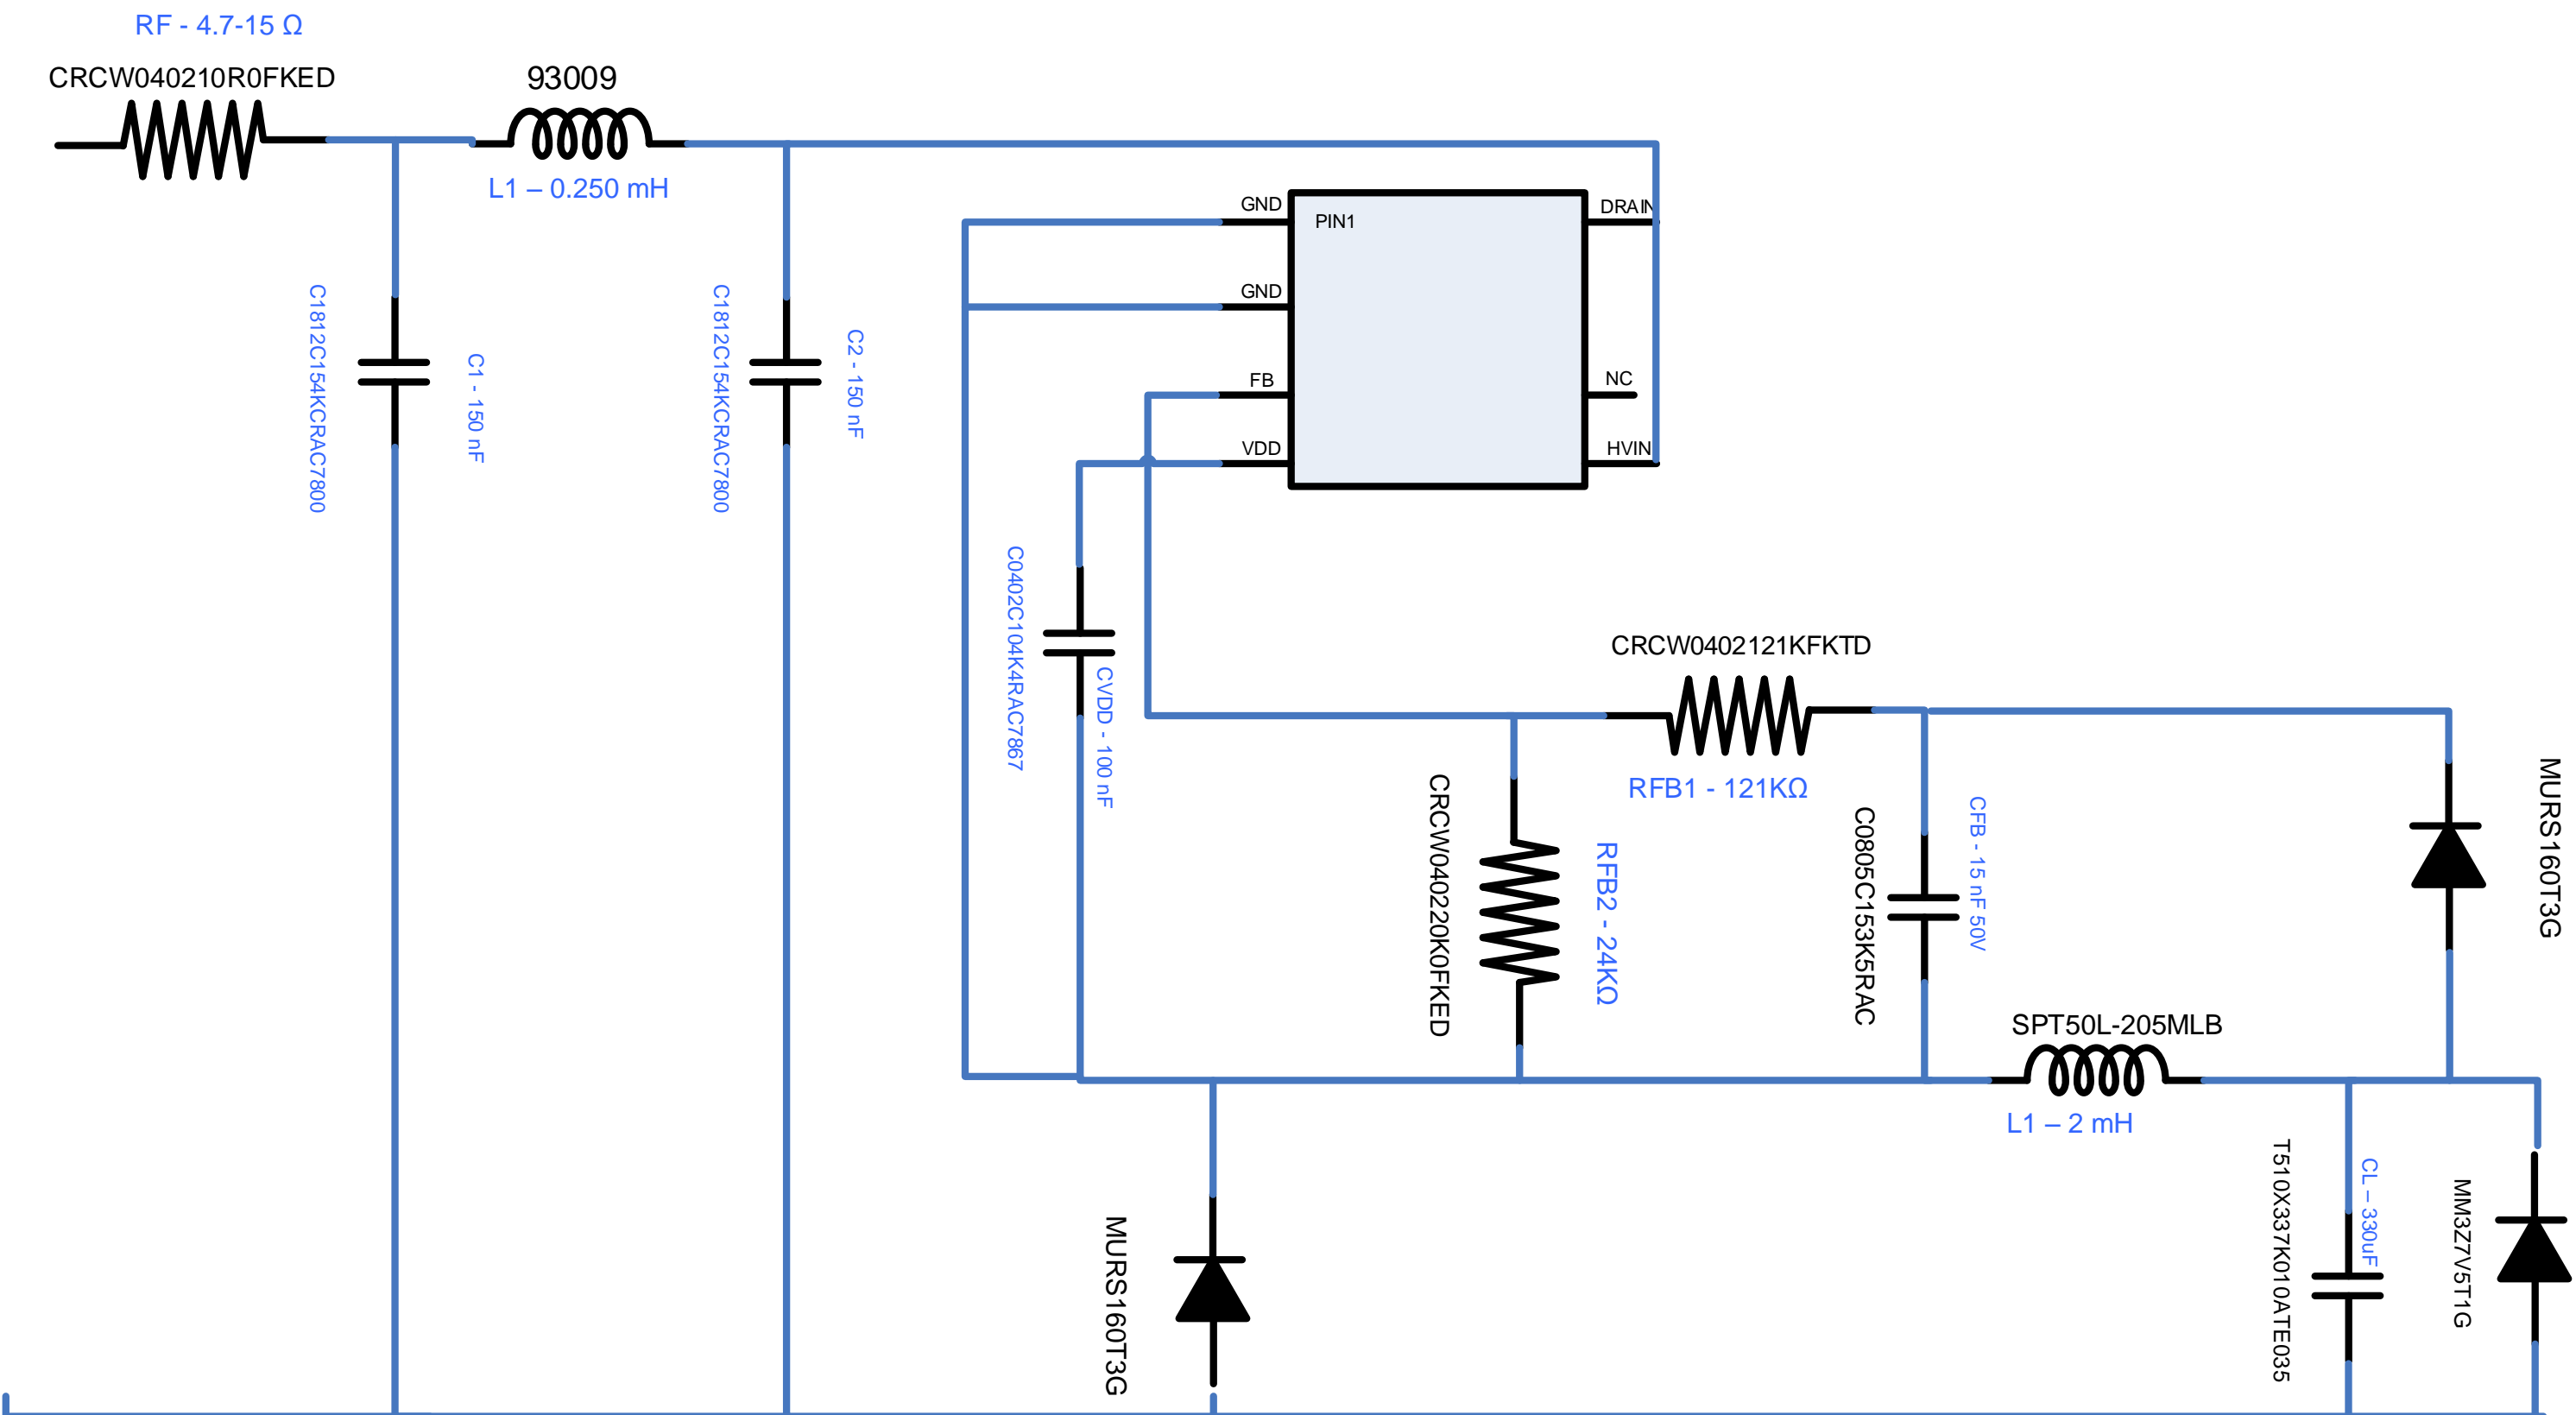 RF - 4.7-15 Ω
CRCW040210R0FKED
93009
L1 – 0.250 mH
GND
PIN1
DRAIN
GND
C1812C154KCRAC7800
C1 - 150 nF
C1812C154KCRAC7800
C2 - 150 nF
FB
NC
VDD
HVIN
C0402C104K4RAC7867
CVDD - 100 nF
CRCW0402121KFKTD
RFB1 - 121KΩ
CRCW040220K0FKED
RFB2 - 24KΩ
C0805C153K5RAC
CFB - 15 nF 50V
MURS160T3G
SPT50L-205MLB
L1 – 2 mH
MURS160T3G
T510X337K010ATE035
CL – 330uF
MM3Z7V5T1G